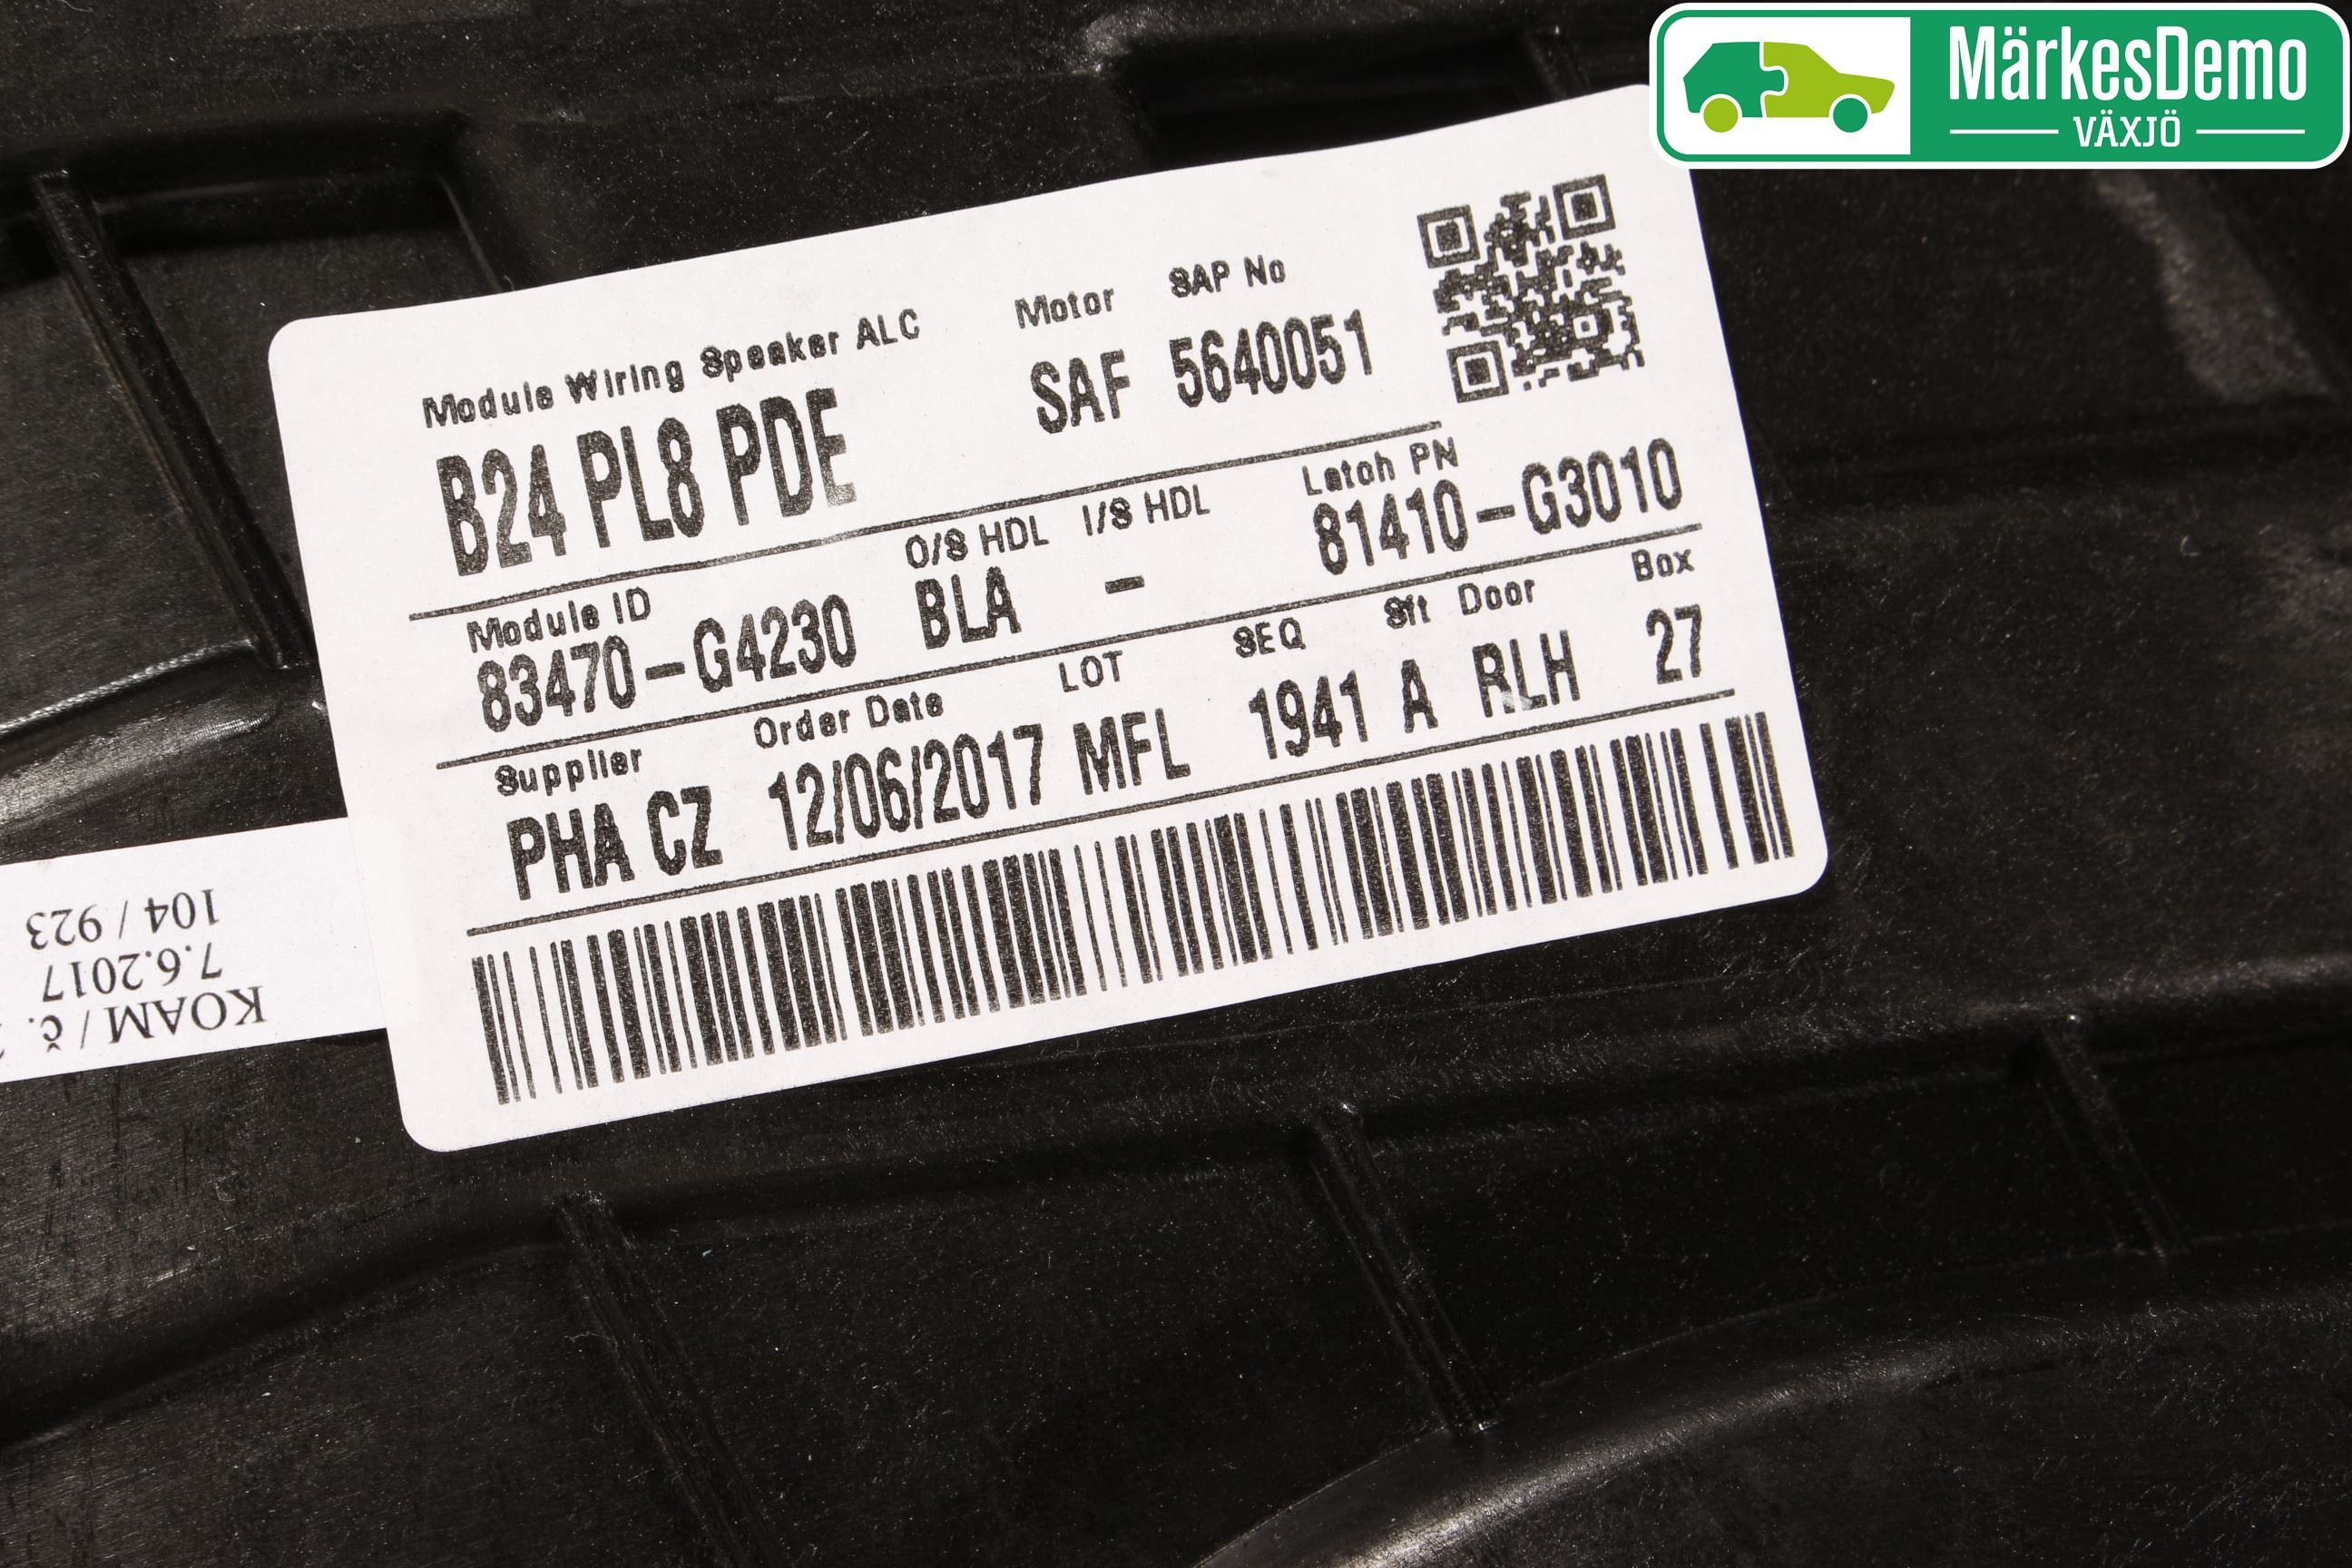 MärkesDemo
VÄXJÖ
Module Wiring Speaker ALC Motor SAP No
B24 PL8 PDE SAF 5640051
Module ID O/S HDL I/S HDL Latch PN
83470-G4230 BLA - 81410-G3010
Supplier Order Date LOT SEQ Sft Door Box
PHA CZ 12/06/2017 MFL 1941 A RLH 27
KOAM / č.
7.6.2017
104 / 923